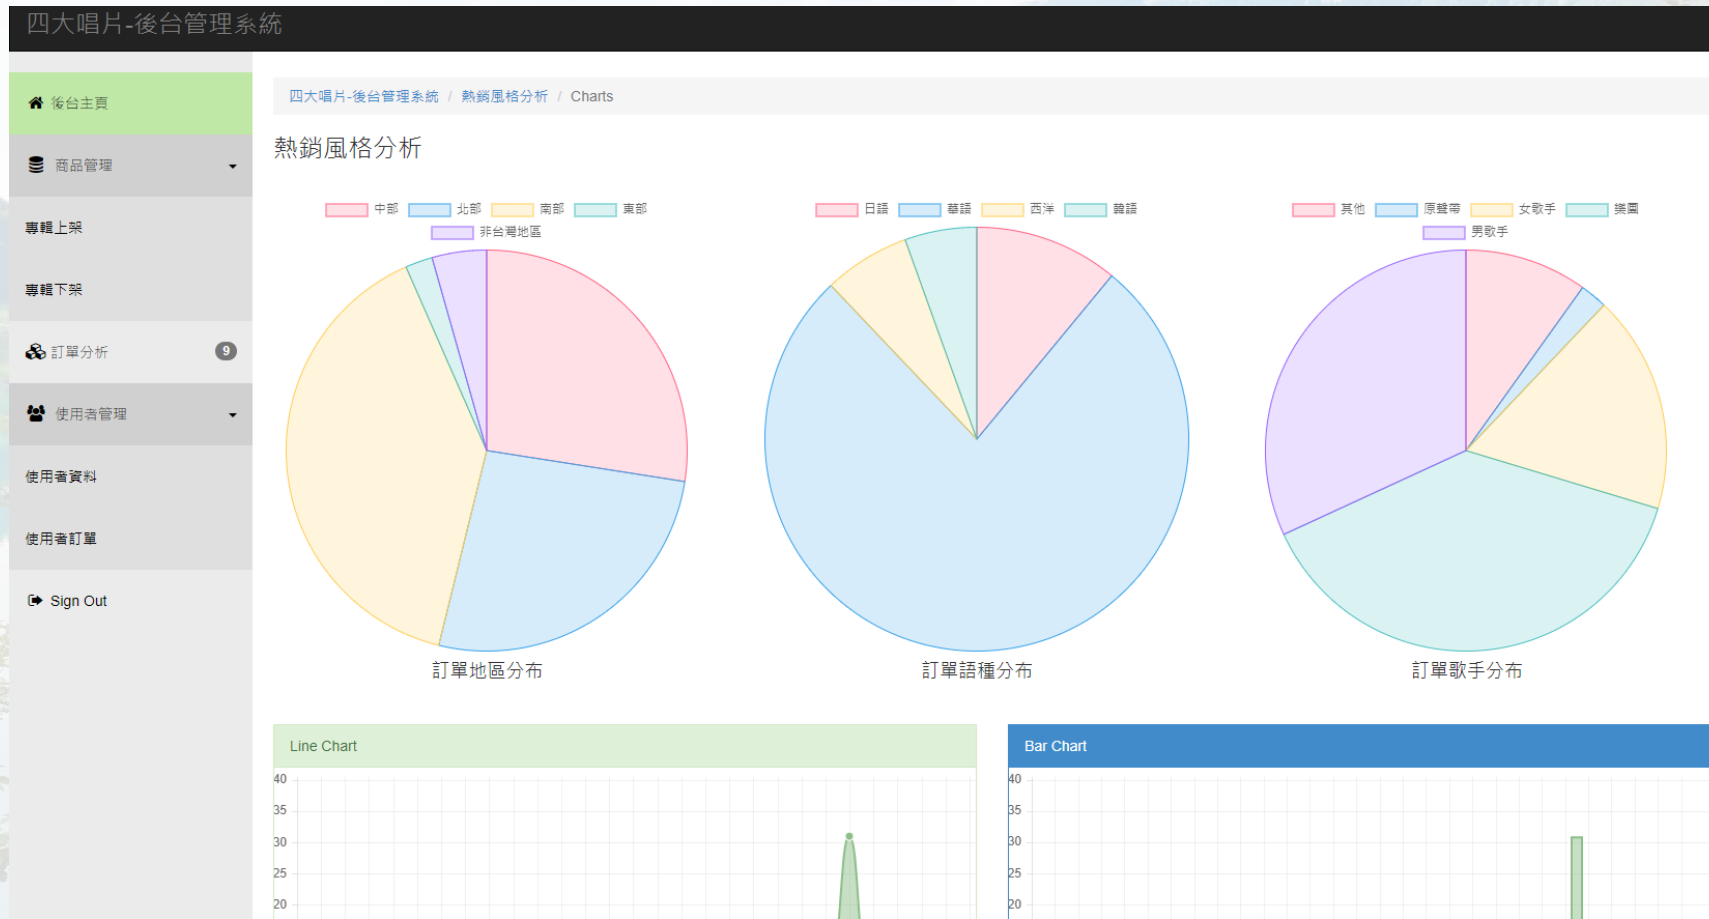 四大唱片-後台管理系統
後台主頁
商品管理
專輯上架
專輯下架
訂單分析 9
使用者管理
使用者資料
使用者訂單
Sign Out
四大唱片-後台管理系統 / 熱銷風格分析 / Charts
熱銷風格分析
中部 北部 南部 東部
非台灣地區
訂單地區分布
日語 華語 西洋 韓語
訂單語種分布
其他 原聲帶 女歌手 樂團
男歌手
訂單歌手分布
Line Chart
40
35
30
25
20
Bar Chart
40
35
30
25
20